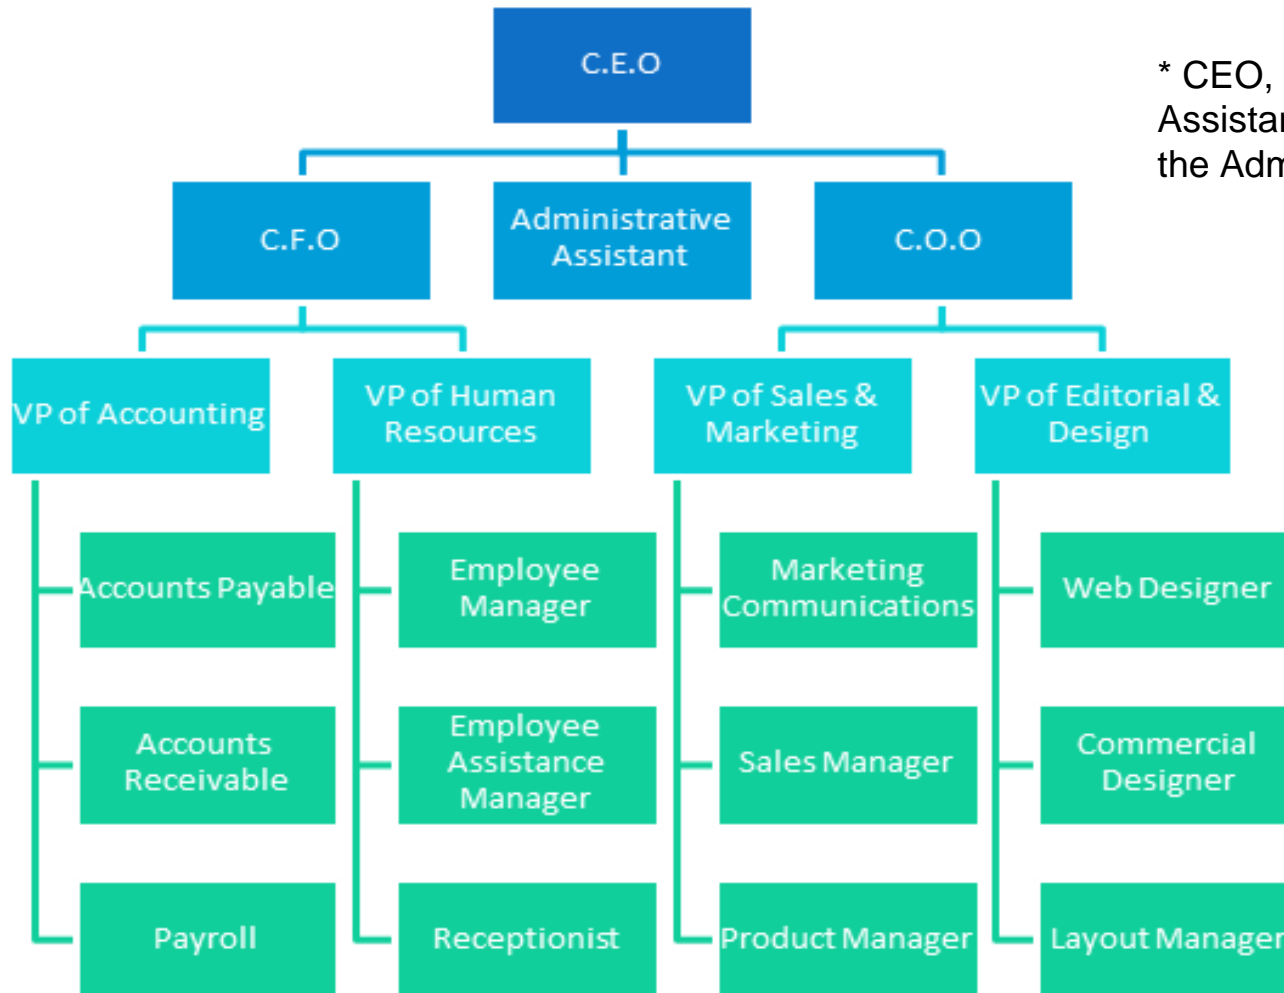 C.E.O
* CEO,
Assistan
the Adm
C.F.O
Administrative
Assistant
C.O.O
VP of Accounting
VP of Human
Resources
VP of Sales &
Marketing
VP of Editorial &
Design
Accounts Payable
Employee
Manager
Marketing
Communications
Web Designer
Accounts
Receivable
Employee
Assistance
Manager
Sales Manager
Commercial
Designer
Payroll
Receptionist
Product Manager
Layout Manager